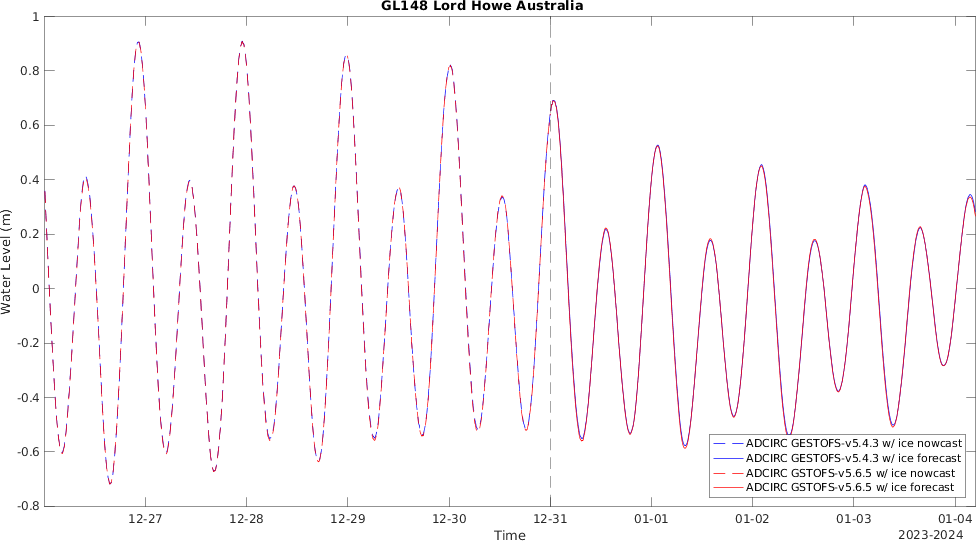 GL148 Lord Howe Australia
1
0.8
0.6
0.4
0.2
0
-0.2
-0.4
-0.6
-0.8
Water Level (m)
12-27 12-28 12-29 12-30 12-31 01-01 01-02 01-03 01-04
Time
2023-2024
ADCIRC GESTOFS-v5.4.3 w/ ice nowcast
ADCIRC GESTOFS-v5.4.3 w/ ice forecast
ADCIRC GSTOFS-v5.6.5 w/ ice nowcast
ADCIRC GSTOFS-v5.6.5 w/ ice forecast